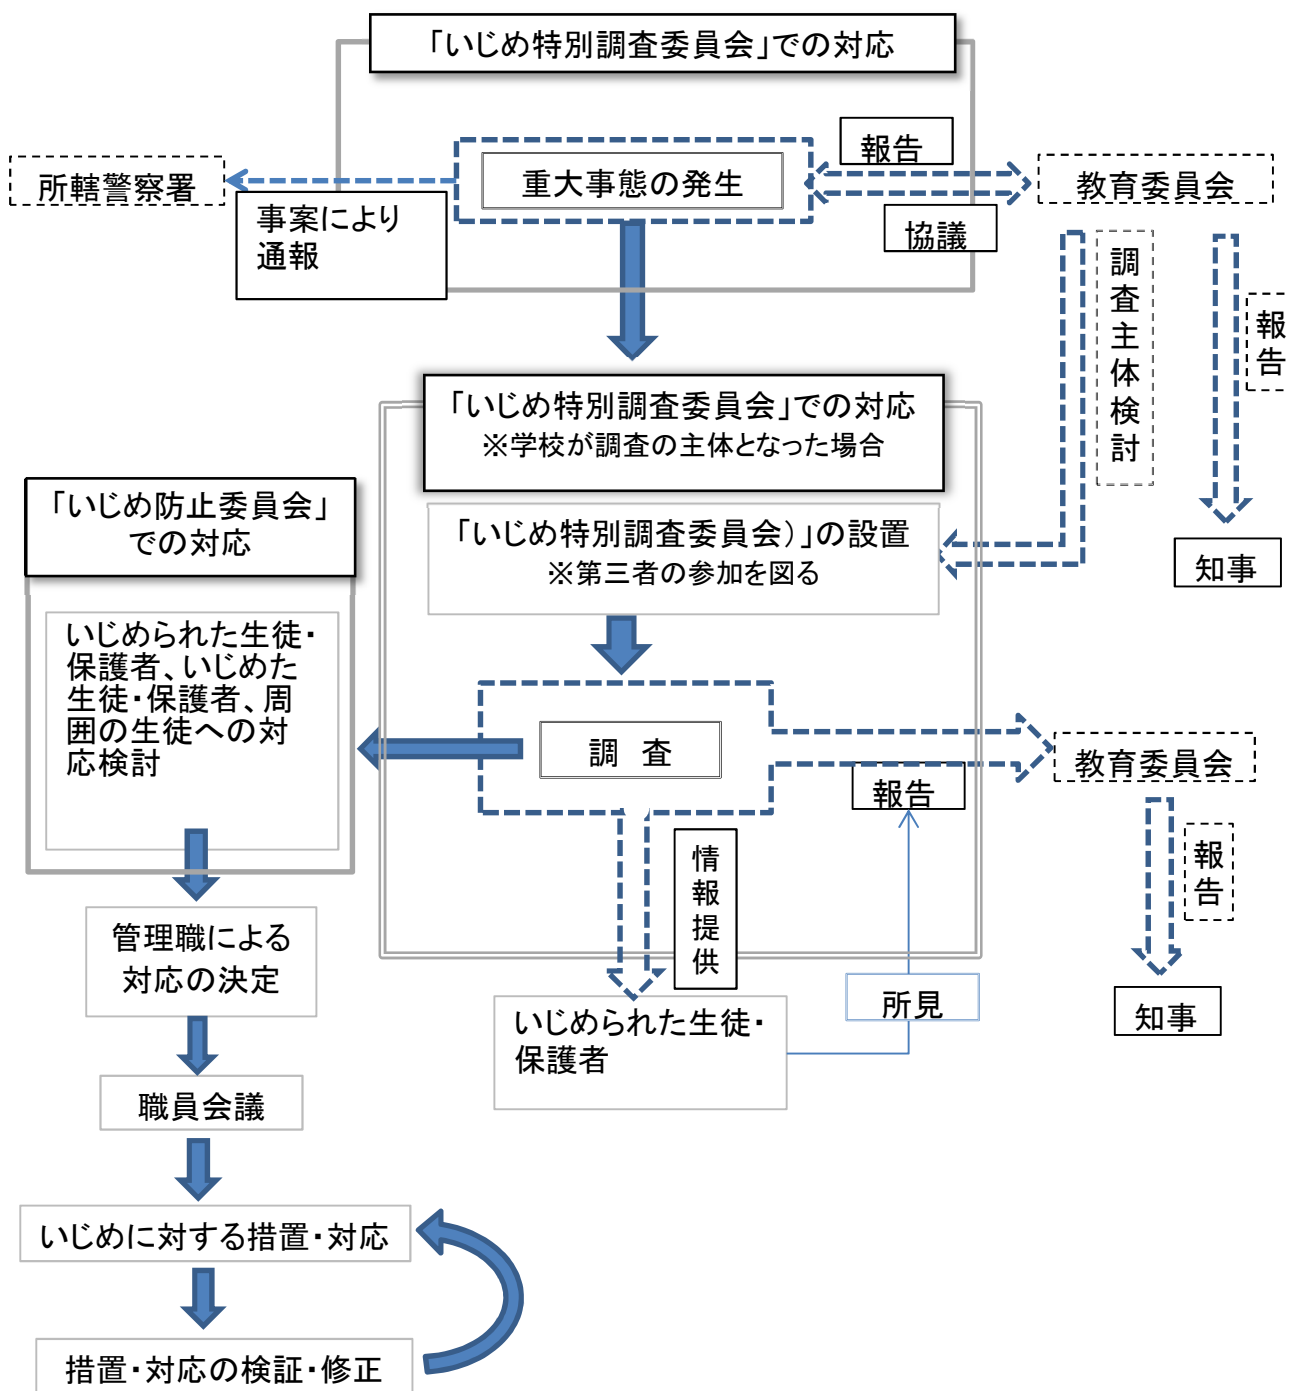 「いじめ特別調査委員会」での対応
報告
所轄警察署
重大事態の発生
教育委員会
事案により
通報
協議
調査主体検討
報告
「いじめ特別調査委員会」での対応
※学校が調査の主体となった場合
「いじめ防止委員会」
での対応
「いじめ特別調査委員会)」の設置
※第三者の参加を図る
知事
いじめられた生徒・
保護者、いじめた
生徒・保護者、周
囲の生徒への対
応検討
調 査
教育委員会
報告
情報提供
報告
管理職による
対応の決定
所見
知事
いじめられた生徒・
保護者
職員会議
いじめに対する措置・対応
措置・対応の検証・修正